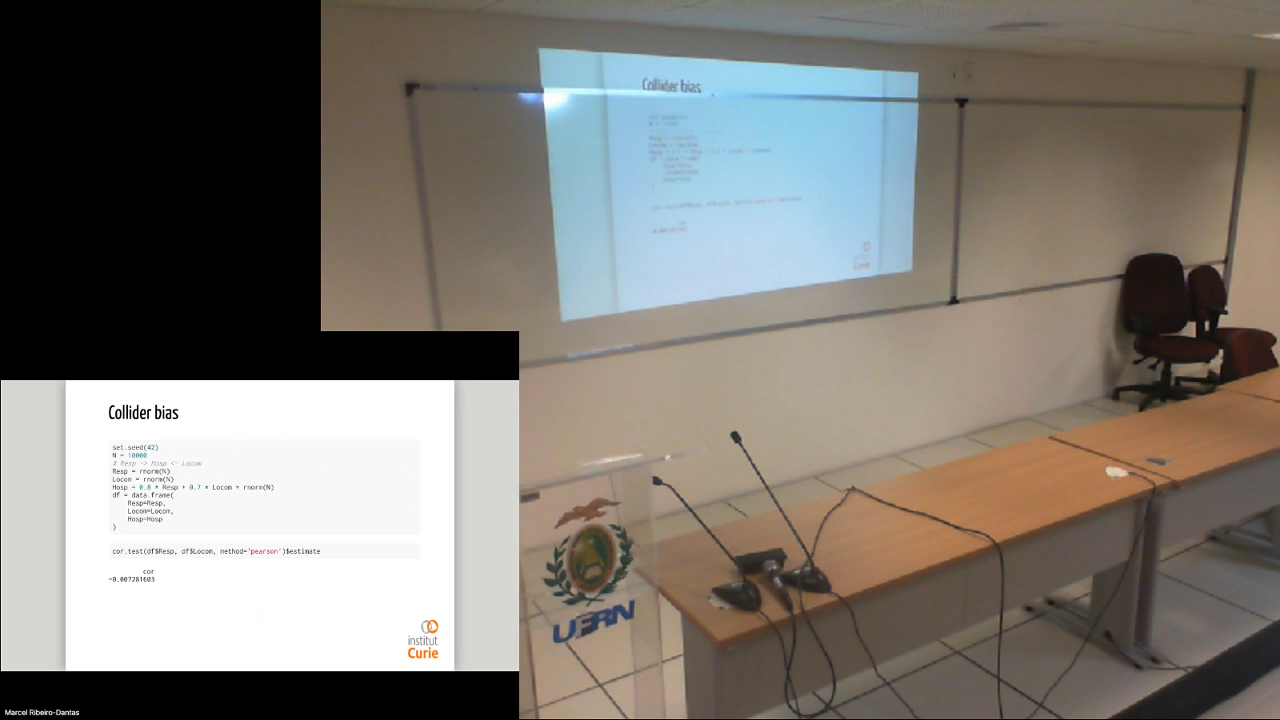 Collider bias
Collider bias
set.seed(42)
N = 10000
# Resp -> Hosp <- Locom
Resp = rnorm(N)
Locom = rnorm(N)
Hosp = 0.8 * Resp + 0.7 * Locom + rnorm(N)
df = data.frame(
Resp=Resp,
Locom=Locom,
Hosp=Hosp
)
cor.test(df$Resp, df$Locom, method='pearson')$estimate
cor
-0.007281603
institut
Curie
Curie
UERN
Marcel Ribeiro-Dantas